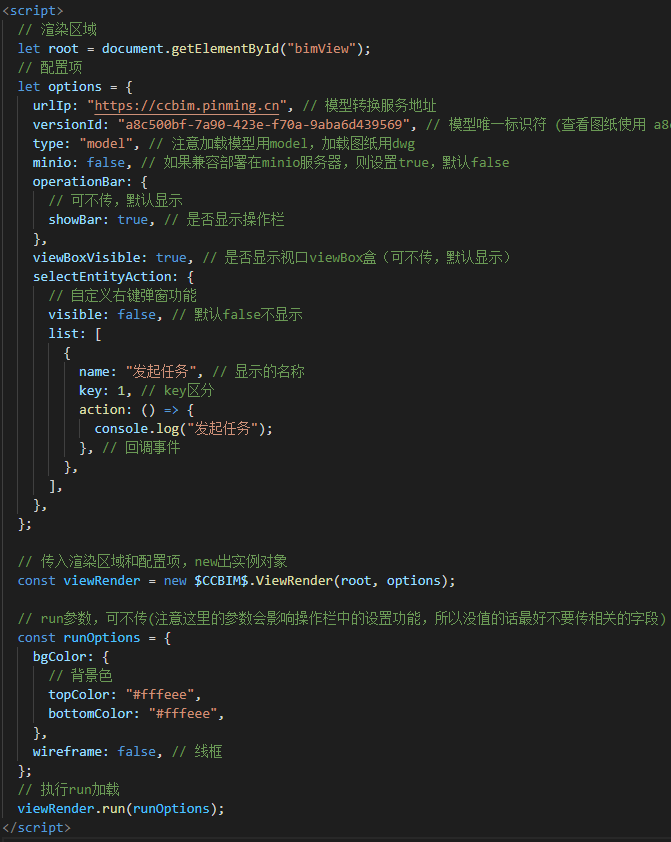 <script>
// 渲染区域
let root = document.getElementById("bimView");
// 配置项
let options = {
urlIp: "https://ccbim.pinming.cn", // 模型转换服务地址
versionId: "a8c500bf-7a90-423e-f70a-9aba6d439569", // 模型唯一标识符 (查看图纸使用 a8c
type: "model", // 注意加载模型用model, 加载图纸用dwg
minio: false, // 如果兼容部署在minio服务器，则设置true，默认false
operationBar: {
// 可不传，默认显示
showBar: true, // 是否显示操作栏
},
viewBoxVisible: true, // 是否显示视口viewBox盒（可不传，默认显示）
selectEntityAction: {
// 自定义右键弹窗功能
visible: false, // 默认false不显示
list: [
{
name: "发起任务", // 显示的名称
key: 1, // key区分
action: () => {
console.log("发起任务");
}, // 回调事件
},
],
},
};
// 传入渲染区域和配置项，new出实例对象
const viewRender = new $CCBIM$.ViewRender(root, options);
// run参数，可不传(注意这里的参数会影响操作栏中的设置功能，所以没值的话最好不要传相关的字段)
const runOptions = {
bgColor: {
// 背景色
topColor: "#fffeee",
bottomColor: "#fffeee",
},
wireframe: false, // 线框
};
// 执行run加载
viewRender.run(runOptions);
</script>